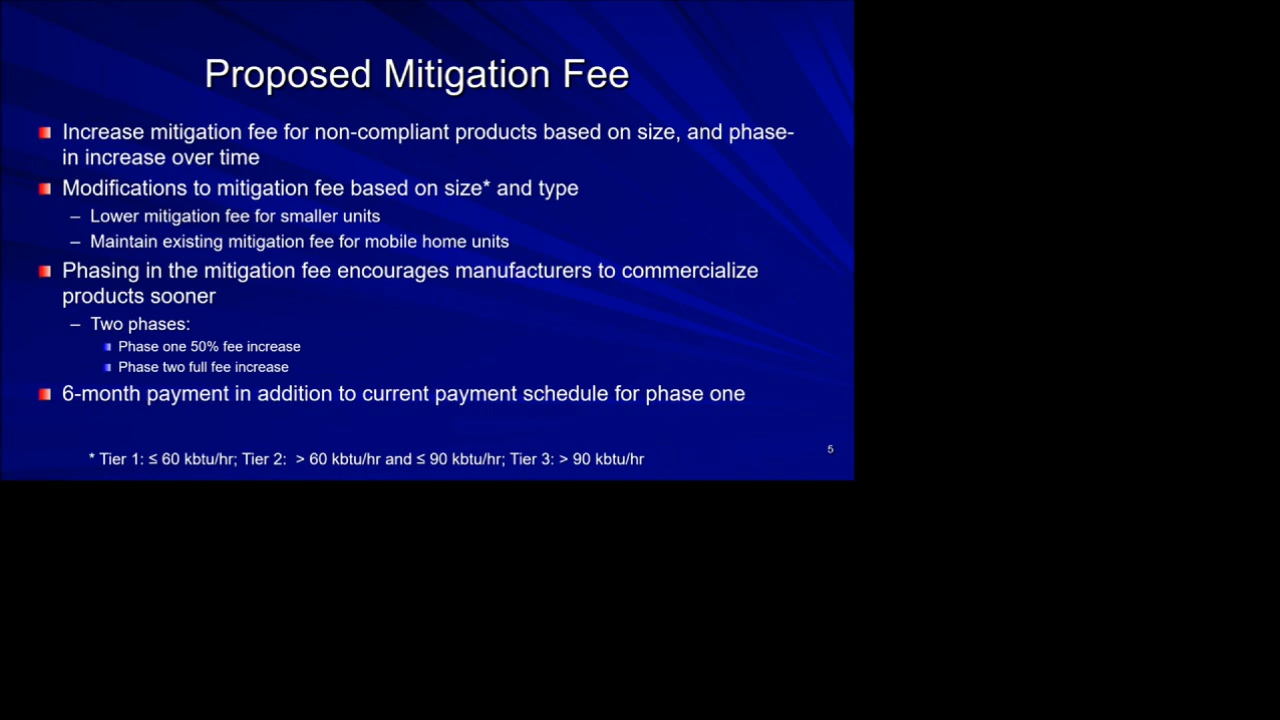 Proposed Mitigation Fee
Increase mitigation fee for non-compliant products based on size, and phase-
in increase over time
Modifications to mitigation fee based on size* and type
– Lower mitigation fee for smaller units
– Maintain existing mitigation fee for mobile home units
Phasing in the mitigation fee encourages manufacturers to commercialize
products sooner
– Two phases:
Phase one 50% fee increase
Phase two full fee increase
6-month payment in addition to current payment schedule for phase one
5
* Tier 1: ≤ 60 kbtu/hr; Tier 2:  > 60 kbtu/hr and ≤ 90 kbtu/hr; Tier 3: > 90 kbtu/hr